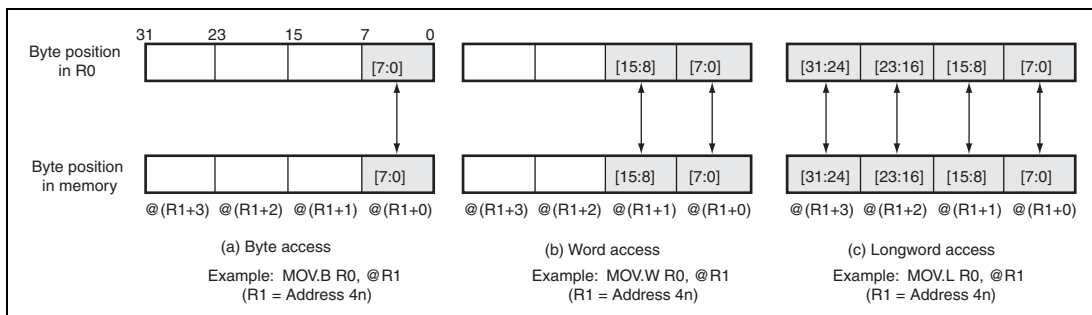 31 23 15 7 0
Byte position
in R0
[7:0]
[15:8] [7:0]
[31:24] [23:16] [15:8] [7:0]
Byte position
in memory
[7:0]
[15:8] [7:0]
[31:24] [23:16] [15:8] [7:0]
@(R1+3) @(R1+2) @(R1+1) @(R1+0)
@(R1+3) @(R1+2) @(R1+1) @(R1+0)
@(R1+3) @(R1+2) @(R1+1) @(R1+0)
(a) Byte access
Example: MOV.B R0, @R1
(R1 = Address 4n)
(b) Word access
Example: MOV.W R0, @R1
(R1 = Address 4n)
(c) Longword access
Example: MOV.L R0, @R1
(R1 = Address 4n)